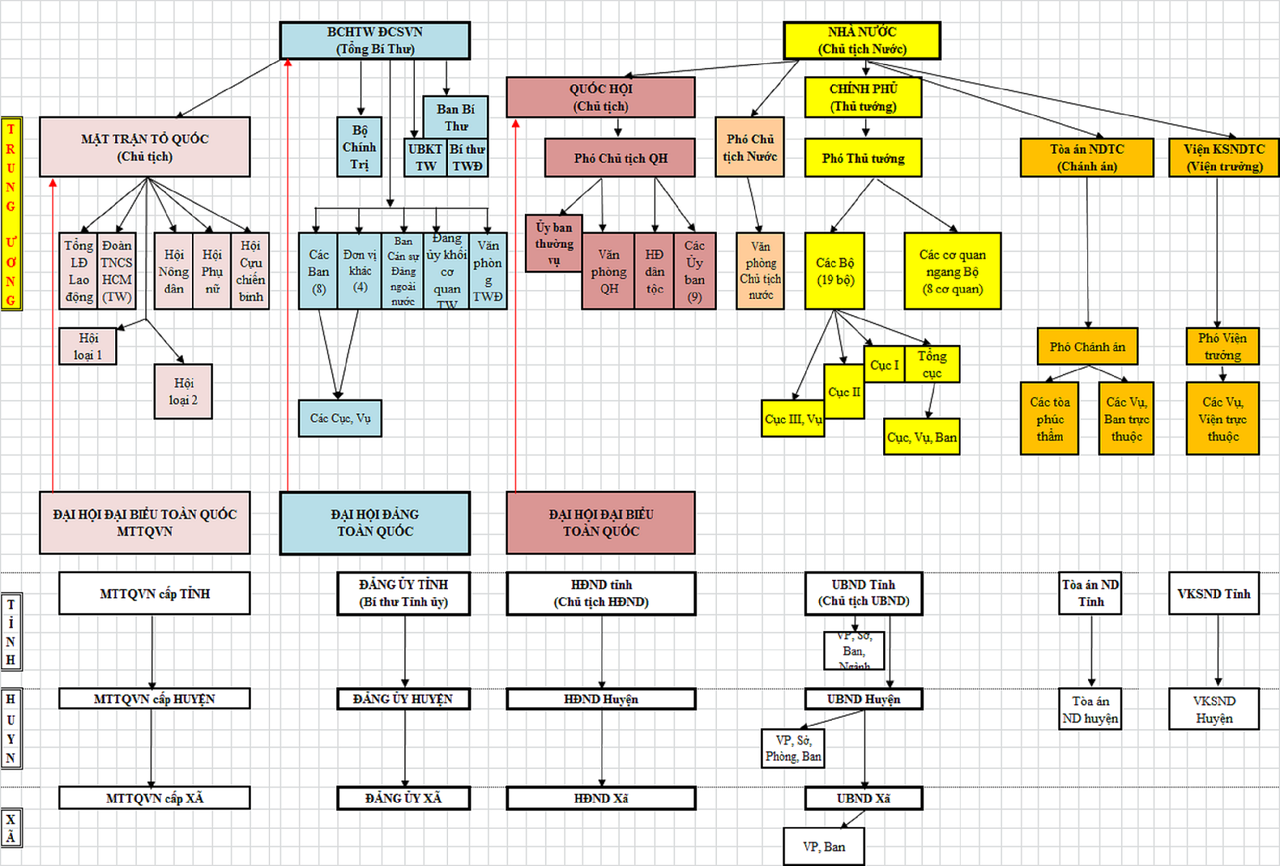 BCHTW ĐCSVN
(Tổng Bí Thư)
NHÀ NƯỚC
(Chủ tịch Nước)
QUỐC HỘI
(Chủ tịch)
CHÍNH PHỦ
(Thủ tướng)
TRUNG ƯƠNG
MẶT TRẬN TỔ QUỐC
(Chủ tịch)
Bộ
Chính
Trị
Ban Bí
Thư
UBKT
TW
Bí thư
TWĐ
Phó Chủ tịch QH
Phó Chủ
tịch Nước
Phó Thủ tướng
Tòa án NDTC
(Chánh án)
Viện KSNDTC
(Viện trưởng)
Tổng
LĐ
Lao
động
Đoàn
TNCS
HCM
(TW)
Hội
Nông
dân
Hội
Phụ
nữ
Hội
Cựu
chiến
binh
Các
Ban
(8)
Đơn vị
khác
(4)
Ban
Cán sự
Đảng
ngoài
nước
Đảng
ủy khối
cơ
quan
TW
Văn
phòn
g
TWĐ
Ủy ban
thường
vụ
Văn
phòng
QH
HĐ
dân
tộc
Các
Ủy
ban
(9)
Văn
phòng
Chủ tịch
nước
Các Bộ
(19 bộ)
Các cơ quan
ngang Bộ
(8 cơ quan)
Hội
loại 1
Hội
loại 2
Các Cục, Vụ
Cục III, Vụ
Cục II
Cục I
Tổng
cục
Cục, Vụ, Ban
Phó Chánh án
Các tòa
phúc
thẩm
Các Vụ,
Ban trực
thuộc
Phó Viện
trưởng
Các Vụ,
Viện trực
thuộc
ĐẠI HỘI ĐẠI BIỂU TOÀN QUỐC
MTTQVN
ĐẠI HỘI ĐẢNG
TOÀN QUỐC
ĐẠI HỘI ĐẠI BIỂU
TOÀN QUỐC
TỈNH
MTTQVN cấp TỈNH
ĐẢNG ỦY TỈNH
(Bí thư Tỉnh ủy)
HĐND tỉnh
(Chủ tịch HĐND)
UBND Tỉnh
(Chủ tịch UBND)
VP, Sở,
Ban,
Ngành
Tòa án ND
Tỉnh
VKSND Tỉnh
HUYN
MTTQVN cấp HUYỆN
ĐẢNG ỦY HUYỆN
HĐND Huyện
UBND Huyện
VP, Sở,
Phòng, Ban
Tòa án
ND huyện
VKSND
Huyện
XÃ
MTTQVN cấp XÃ
ĐẢNG ỦY XÃ
HĐND Xã
UBND Xã
VP, Ban